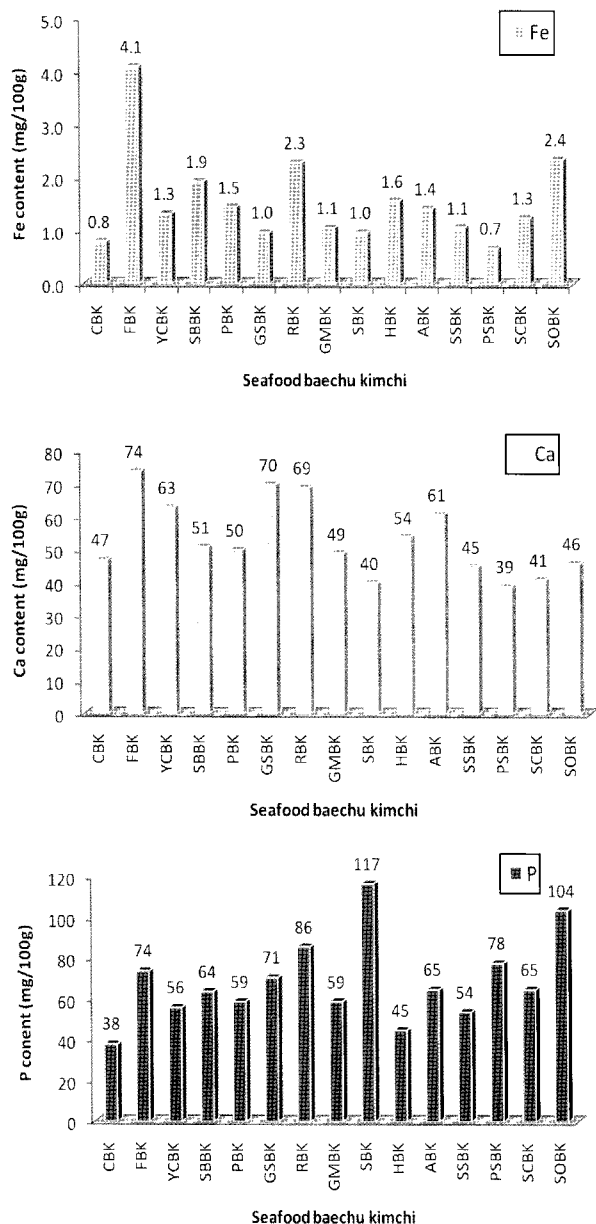 Fe
Fe content (mg/100g)
5.0
4.0
3.0
2.0
1.0
0.0
0.8
4.1
1.3
1.9
1.5
1.0
2.3
1.1
1.0
1.6
1.4
1.1
0.7
1.3
2.4
CBK
FBK
YCBK
SBBK
PBK
GSBK
RBK
GMBK
SBK
HBK
ABK
SSBK
PSBK
SCBK
SOBK
Seafood baechu kimchi
Ca
Ca content (mg/100g)
80
70
60
50
40
30
20
10
0
47
74
63
51
50
70
69
49
40
54
61
45
39
41
46
CBK
FBK
YCBK
SBBK
PBK
GSBK
RBK
GMBK
SBK
HBK
ABK
SSBK
PSBK
SCBK
SOBK
Seafood baechu kimchi
P
P conent (mg/100g)
120
100
80
60
40
20
0
38
74
56
64
59
71
86
59
117
45
65
54
78
65
104
CBK
FBK
YCBK
SBBK
PBK
GSBK
RBK
GMBK
SBK
HBK
ABK
SSBK
PSBK
SCBK
SOBK
Seafood baechu kimchi